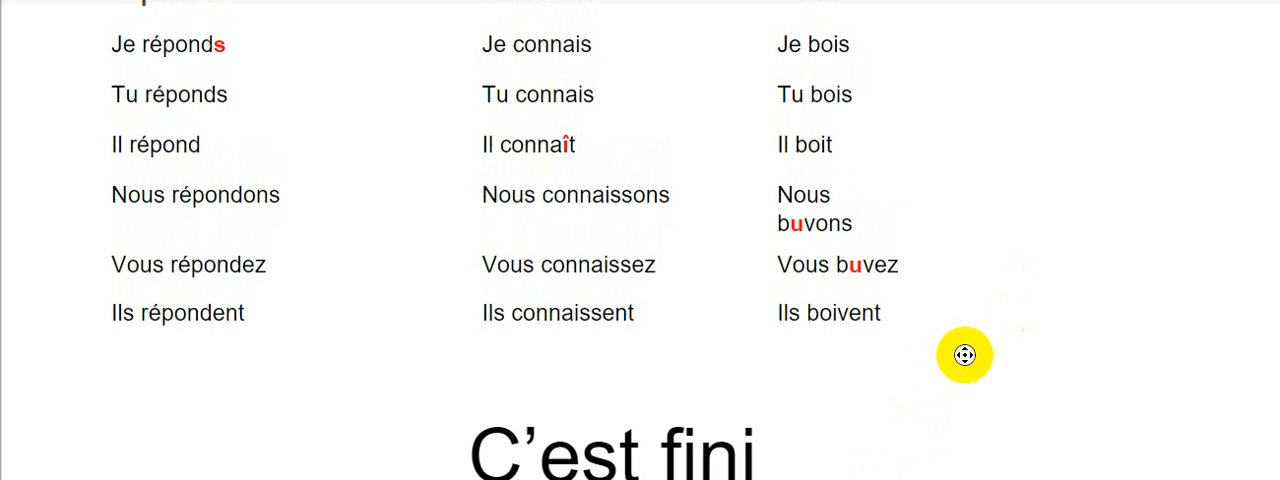 Je réponds
Je connais
Je bois
Tu réponds
Tu connais
Tu bois
Il répond
Il connaît
Il boit
Nous répondons
Nous connaissons
Nous
buvons
Vous répondez
Vous connaissez
Vous buvez
Ils répondent
Ils connaissent
Ils boivent
C’est fini